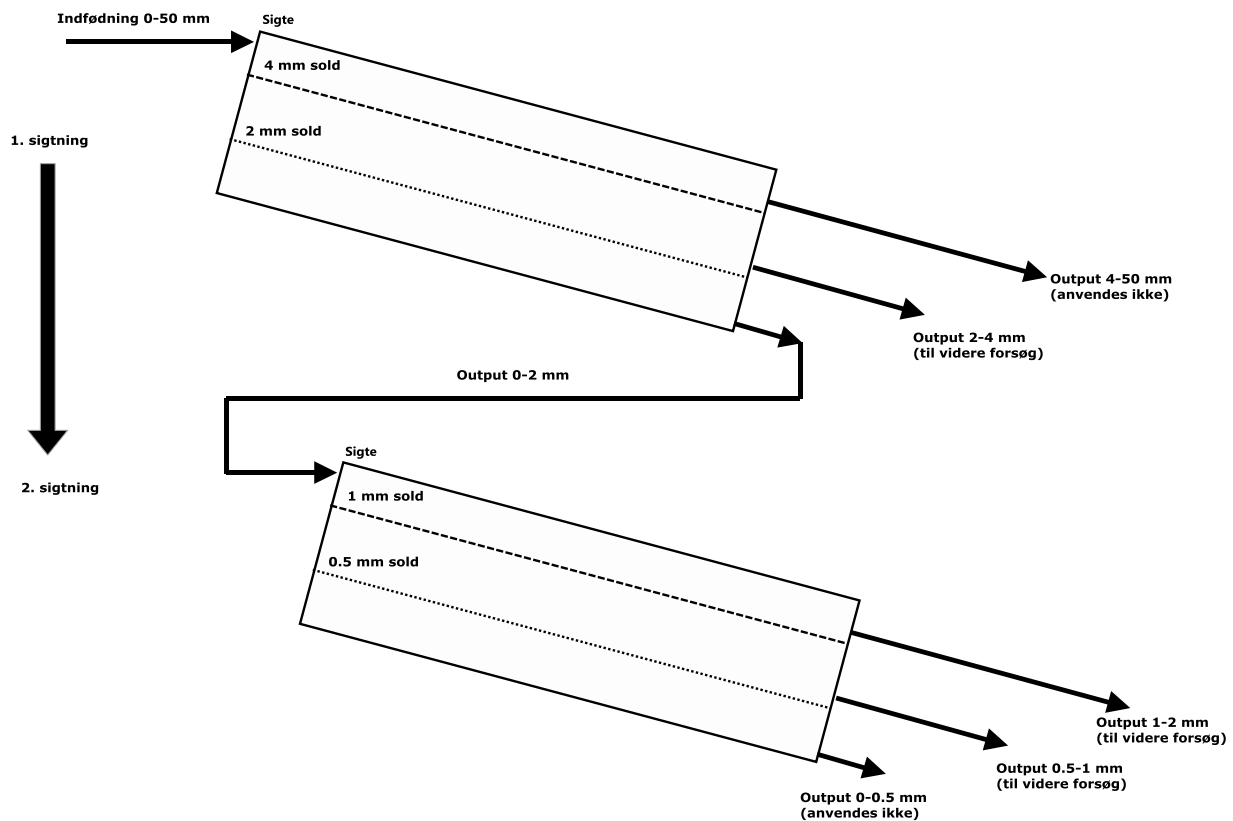 Indfødning 0-50 mm
Sigte
4 mm sold
2 mm sold
1. sigtning
Output 4-50 mm
(anvendes ikke)
Output 2-4 mm
(til videre forsøg)
Output 0-2 mm
2. sigtning
Sigte
1 mm sold
0.5 mm sold
Output 1-2 mm
(til videre forsøg)
Output 0.5-1 mm
(til videre forsøg)
Output 0-0.5 mm
(anvendes ikke)